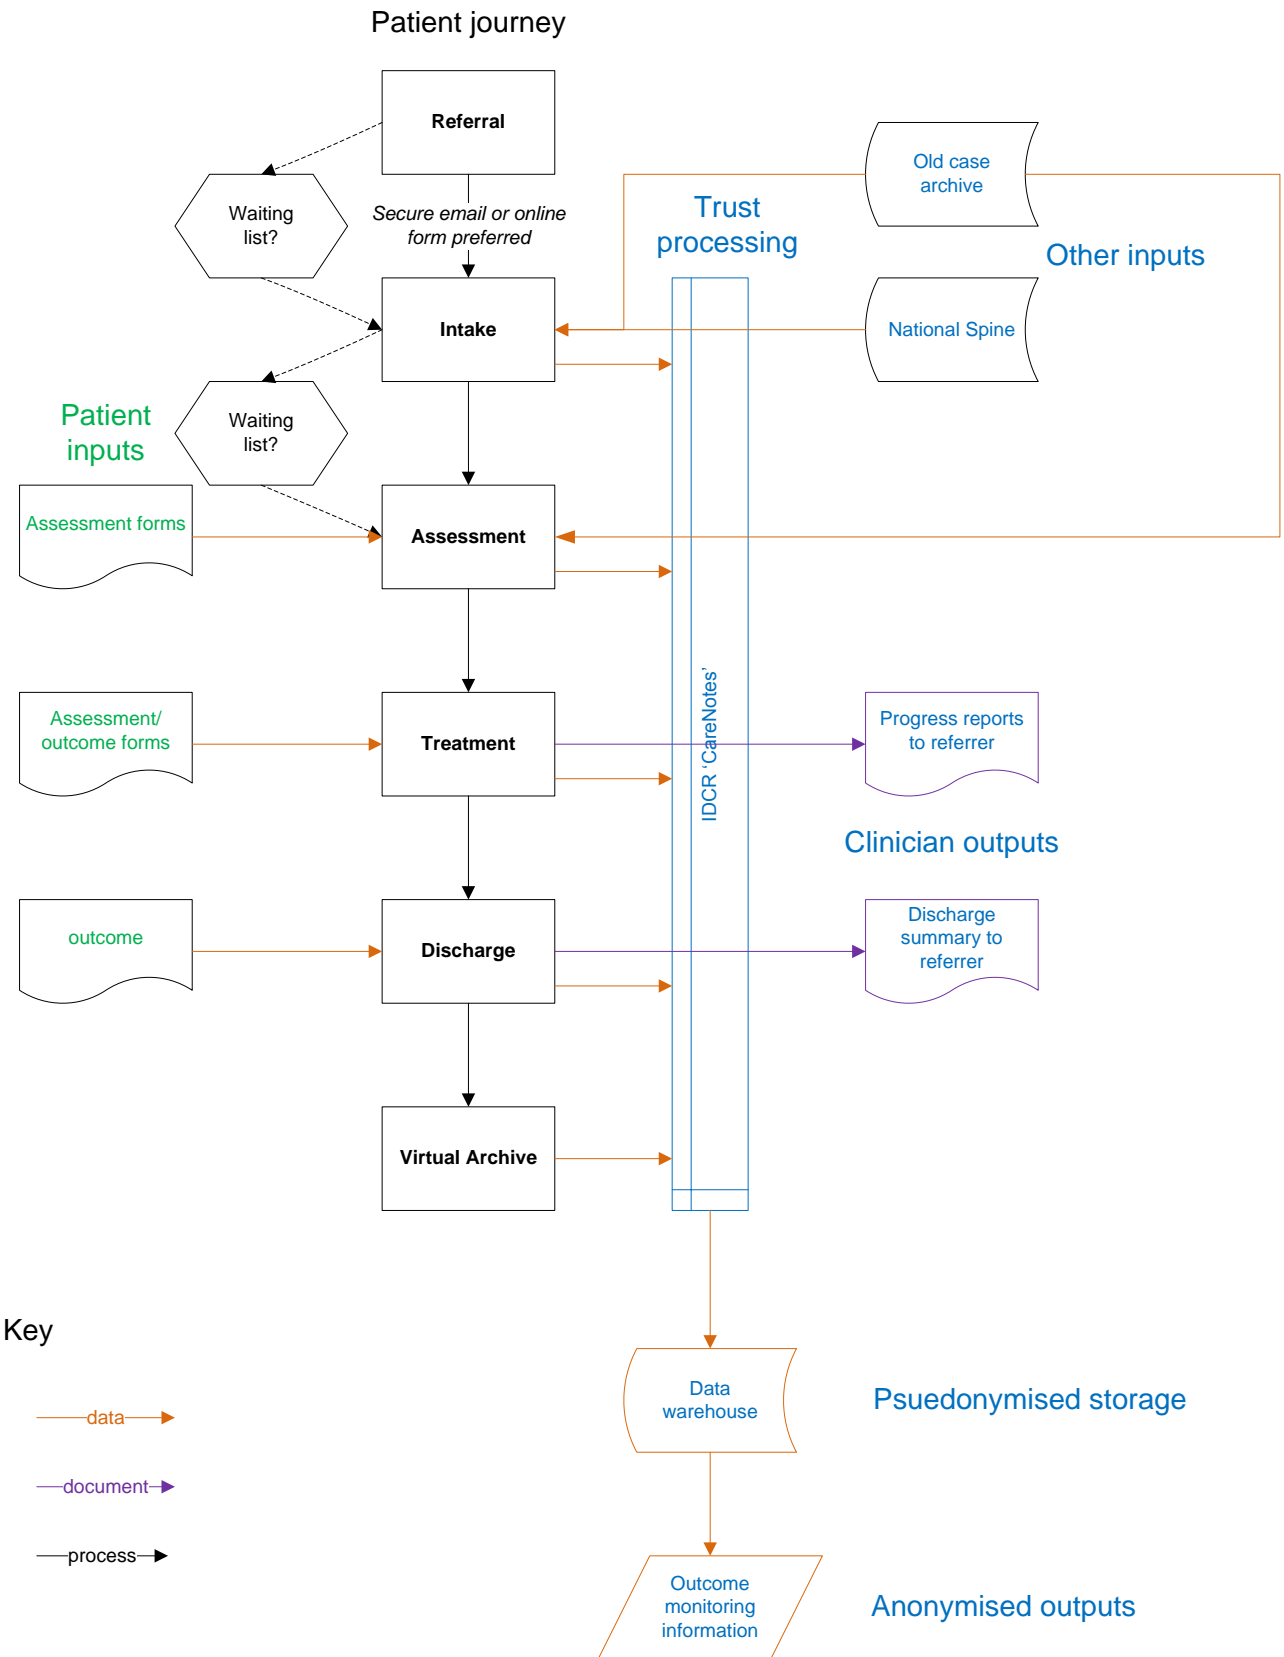 Patient journey
Referral
Waiting
list?
Secure email or online
form preferred
Trust
processing
Old case
archive
Other inputs
Intake
National Spine
Patient
inputs
Waiting
list?
Assessment forms
Assessment
IDCR ‘CareNotes’
Assessment/
outcome forms
Treatment
Progress reports
to referrer
Clinician outputs
outcome
Discharge
Discharge
summary to
referrer
Virtual Archive
Key
data
document
process
Data
warehouse
Psuedonymised storage
Outcome
monitoring
information
Anonymised outputs